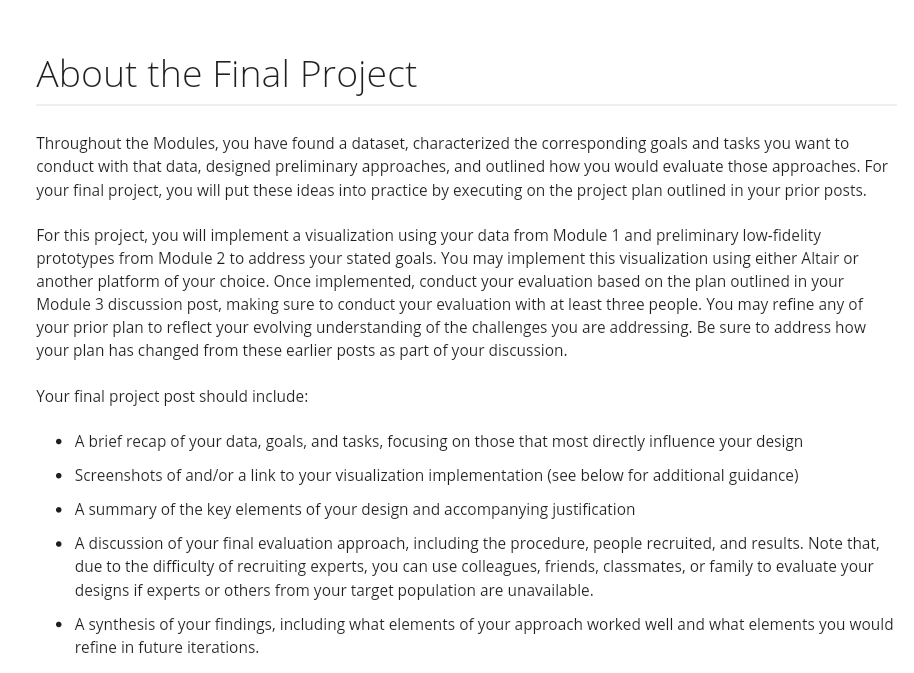 About the Final Project
Throughout the Modules, you have found a dataset, characterized the corresponding goals and tasks you want to
conduct with that data, designed preliminary approaches, and outlined how you would evaluate those approaches. For
your final project, you will put these ideas into practice by executing on the project plan outlined in your prior posts.
For this project, you will implement a visualization using your data from Module 1 and preliminary low-fidelity
prototypes from Module 2 to address your stated goals. You may implement this visualization using either Altair or
another platform of your choice. Once implemented, conduct your evaluation based on the plan outlined in your
Module 3 discussion post, making sure to conduct your evaluation with at least three people. You may refine any of
your prior plan to reflect your evolving understanding of the challenges you are addressing. Be sure to address how
your plan has changed from these earlier posts as part of your discussion.
Your final project post should include:
• A brief recap of your data, goals, and tasks, focusing on those that most directly influence your design
• Screenshots of and/or a link to your visualization implementation (see below for additional guidance)
• A summary of the key elements of your design and accompanying justification
• A discussion of your final evaluation approach, including the procedure, people recruited, and results. Note that,
due to the difficulty of recruiting experts, you can use colleagues, friends, classmates, or family to evaluate your
designs if experts or others from your target population are unavailable.
• A synthesis of your findings, including what elements of your approach worked well and what elements you would
refine in future iterations.